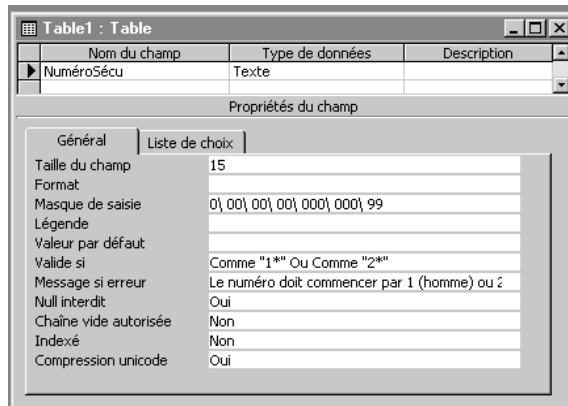 Table1 : Table
Nom du champ Type de données Description
NuméroSécu Texte
Propriétés du champ
Général Liste de choix
Taille du champ 15
Format
Masque de saisie 0\ 00\ 00\ 00\ 000\ 000\ 99
Légende
Valeur par défaut
Valide si Comme "1*" Ou Comme "2*"
Message si erreur Le numéro doit commencer par 1 (homme) ou 2
Null interdit Oui
Chaîne vide autorisée Non
Indexé Non
Compression unicode Oui